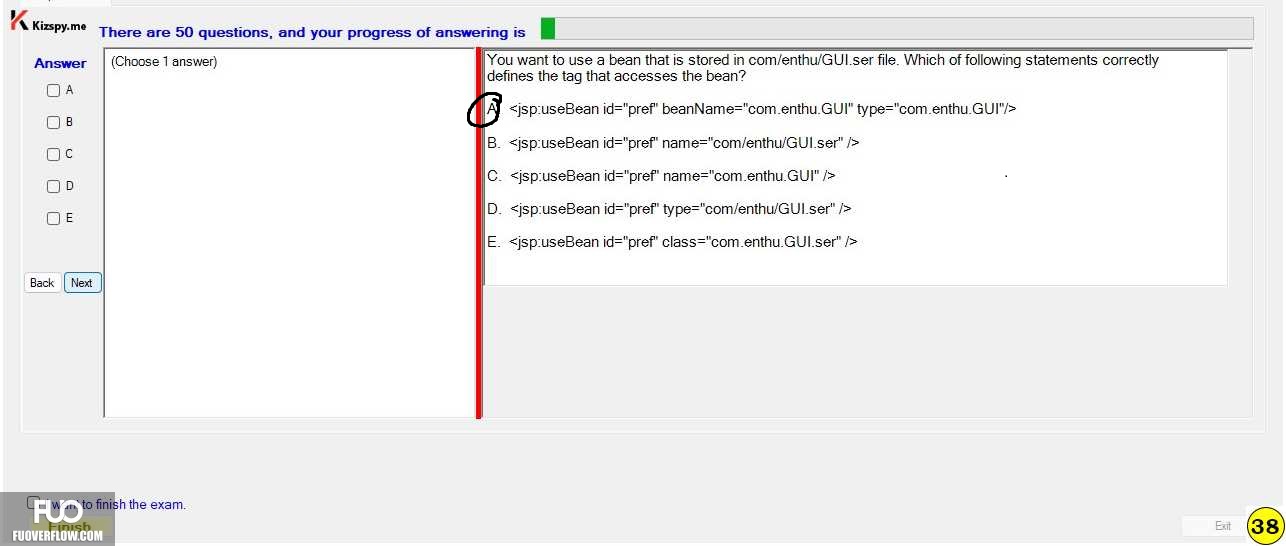 Kizspy.me
There are 50 questions, and your progress of answering is
Answer
A
B
C
D
E
Back Next
(Choose 1 answer)
You want to use a bean that is stored in com/enthu/GUI.ser file. Which of following statements correctly
defines the tag that accesses the bean?
A. <jsp:useBean id="pref" beanName="com.enthu.GUI" type="com.enthu.GUI"/>
B. <jsp:useBean id="pref" name="com/enthu/GUI.ser" />
C. <jsp:useBean id="pref" name="com.enthu.GUI" />
D. <jsp:useBean id="pref" type="com/enthu/GUI.ser" />
E. <jsp:useBean id="pref" class="com.enthu.GUI.ser" />
I want to finish the exam.
Finish
FUO
FUOVERFLOW.COM
Exit
38